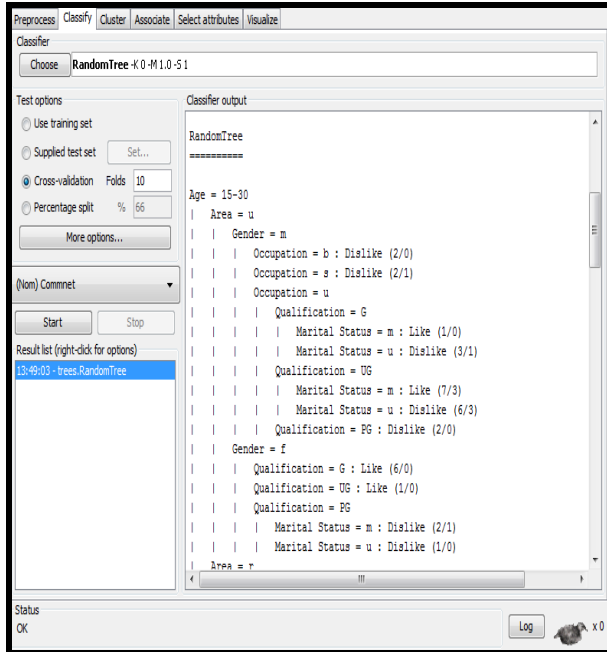 Preprocess Classify Cluster Associate Select attributes Visualize
Classifier
Choose RandomTree -K 0 -M 1.0 -S 1
Test options
Use training set
Supplied test set Set...
Cross-validation Folds 10
Percentage split % 66
More options...
(Nom) Commnet
Start Stop
Result list (right-click for options)
13:49:03 - trees.RandomTree
Classifier output
RandomTree
==========
Age = 15-30
| Area = u
| | Gender = m
| | | Occupation = b : Dislike (2/0)
| | | Occupation = s : Dislike (2/1)
| | | Occupation = u
| | | | Qualification = G
| | | | | Marital Status = m : Like (1/0)
| | | | | Marital Status = u : Dislike (3/1)
| | | | Qualification = UG
| | | | | Marital Status = m : Like (7/3)
| | | | | Marital Status = u : Dislike (6/3)
| | | | Qualification = PG : Dislike (2/0)
| | Gender = f
| | | Qualification = G : Like (6/0)
| | | Qualification = UG : Like (1/0)
| | | Qualification = PG
| | | | Marital Status = m : Dislike (2/1)
| | | | Marital Status = u : Dislike (1/0)
| Area = r
Status
OK
Log x 0